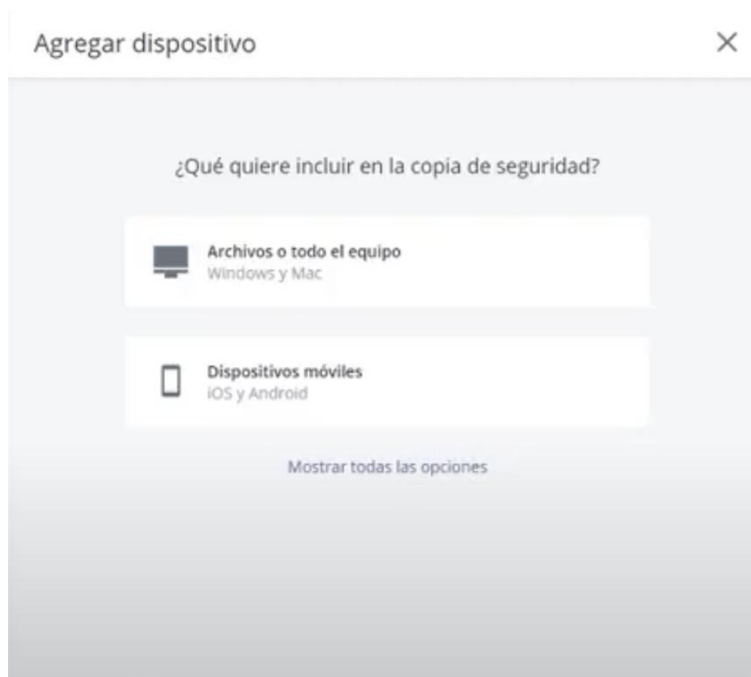 Agregar dispositivo
¿Qué quiere incluir en la copia de seguridad?
Archivos o todo el equipo
Windows y Mac
Dispositivos móviles
iOS y Android
Mostrar todas las opciones